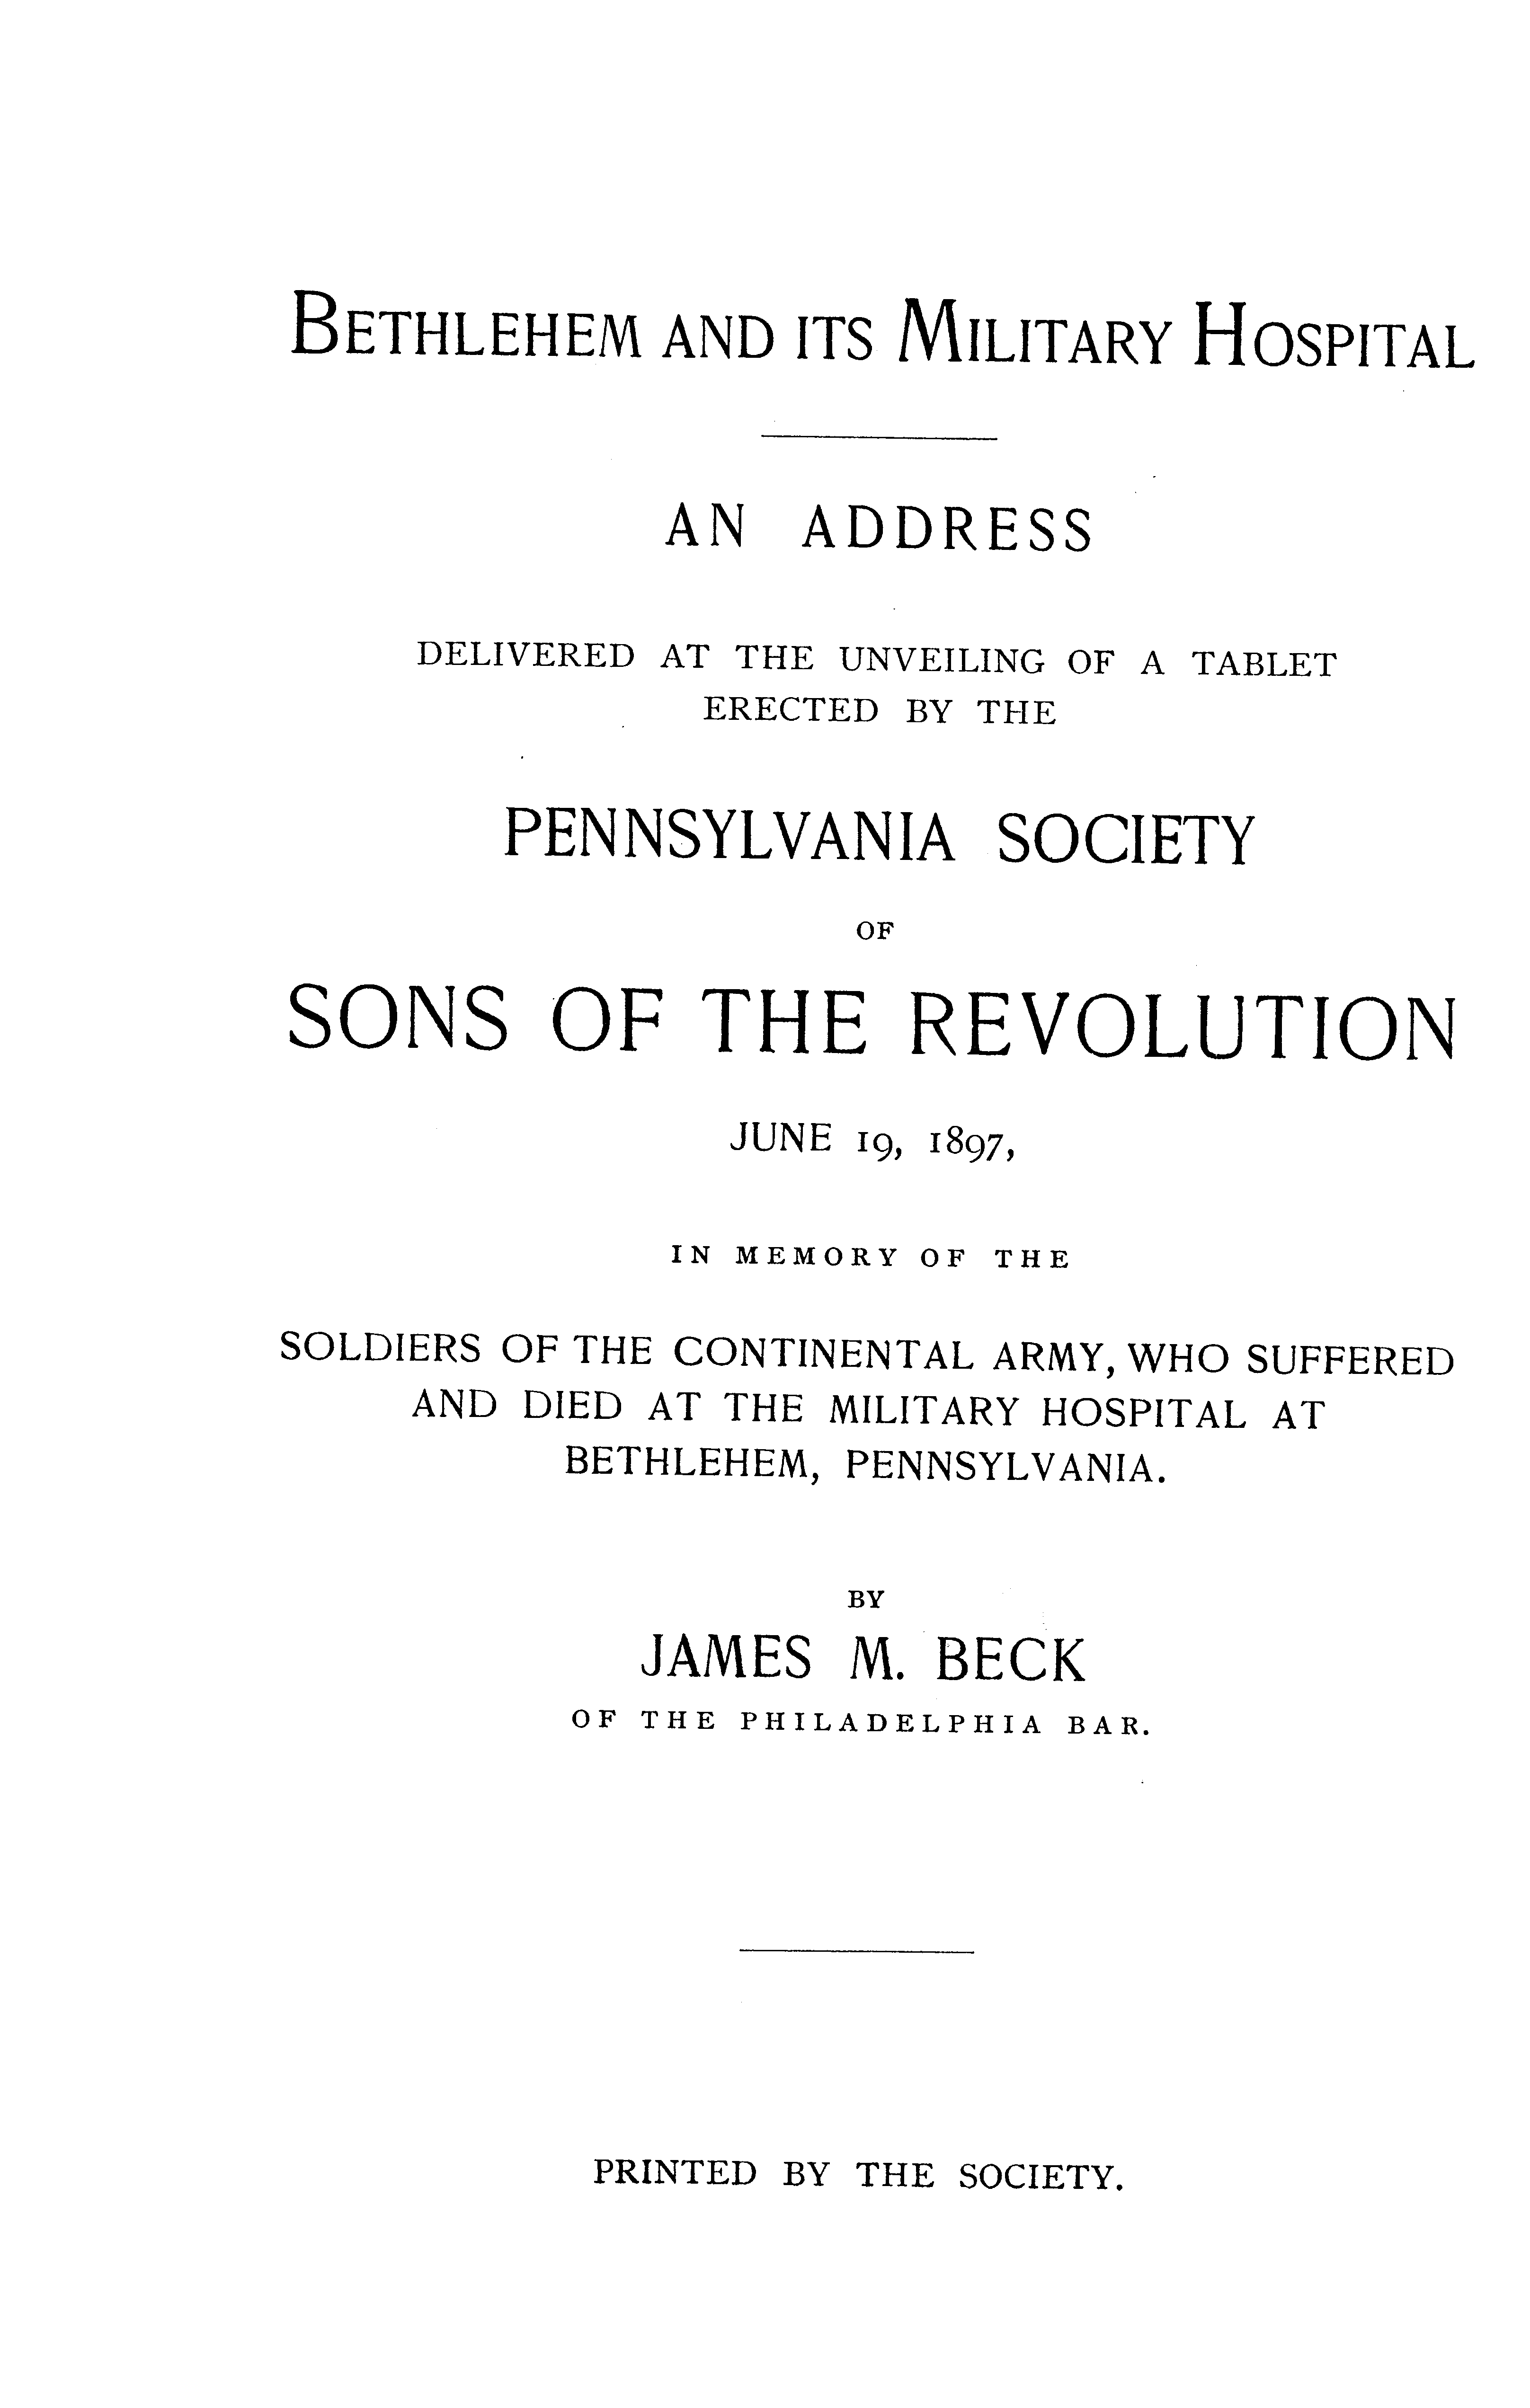 BETHLEHEM AND ITS MILITARY HOSPITAL
AN ADDRESS
DELIVERED AT THE UNVEILING OF A TABLET
ERECTED BY THE
PENNSYLVANIA SOCIETY
OF
SONS OF THE REVOLUTION
JUNE 19, 1897,
IN MEMORY OF THE
SOLDIERS OF THE CONTINENTAL ARMY, WHO SUFFERED
AND DIED AT THE MILITARY HOSPITAL AT
BETHLEHEM, PENNSYLVANIA.
BY
JAMES M. BECK
OF THE PHILADELPHIA BAR.
PRINTED BY THE SOCIETY.